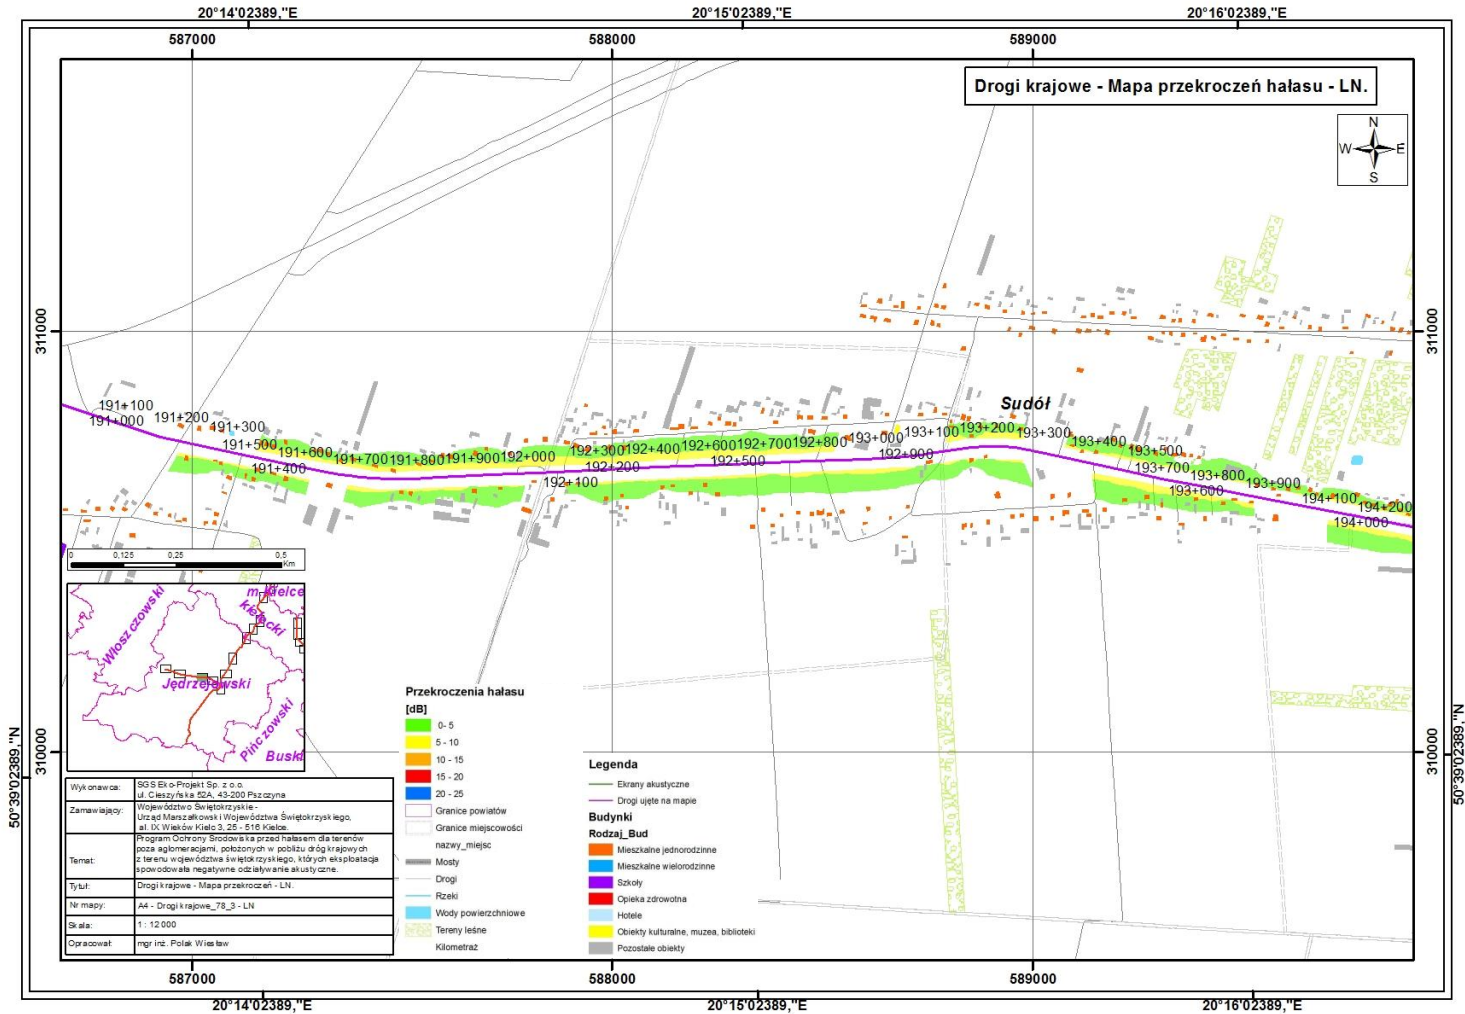 20°14'02389,"E
20°15'02389,"E
20°16'02389,"E
587000
588000
589000
Drogi krajowe - Mapa przekroczeń hałasu - LN.
N
W
E
S
311000
311000
Sudół
191+100
191+000
191+200
191+300
191+500
191+600
191+400
191+700
191+800
191+900
192+000
192+100
192+300
192+200
192+400
192+600
192+500
192+700
192+800
193+000
192+900
193+100
193+200
193+300
193+400
193+500
193+700
193+600
193+800
193+900
194+100
194+000
194+200
0
0,125
0,25
0,5
Km
m.Kielce
kielecki
Włoszczowski
Jędrzejewski
Pińczowski
Buski
50°39'02389,"N
310000
310000
50°39'02389,"N
Wykonawca:
SGS Eko-Projekt Sp. z o.o.
ul. Cieszyńska 52A, 43-200 Pszczyna
Zamawiający:
Województwo Świętokrzyskie -
Urząd Marszałkowski Województwa Świętokrzyskiego,
al. IX Wieków Kielc 3, 25 - 516 Kielce.
Temat:
Program Ochrony Środowiska przed hałasem dla terenów
poza aglomeracjami, położonych w pobliżu dróg krajowych
z terenu województwa świętokrzyskiego, których eksploatacja
spowodowała negatywne odziaływanie akustyczne.
Tytuł:
Drogi krajowe - Mapa przekroczeń - LN.
Nr mapy:
A4 - Drogi krajowe_78_3 - LN
Skala:
1 : 12 000
Opracował:
mgr inż. Polak Wiesław
Przekroczenia hałasu
[dB]
0- 5
5 - 10
10 - 15
15 - 20
20 - 25
Granice powiatów
Granice miejscowości
nazwy_miejsc
Mosty
Drogi
Rzeki
Wody powierzchniowe
Tereny leśne
Kilometraż
Legenda
Ekrany akustyczne
Drogi ujęte na mapie
Budynki
Rodzaj_Bud
Mieszkalne jednorodzinne
Mieszkalne wielorodzinne
Szkoły
Opieka zdrowotna
Hotele
Obiekty kulturalne, muzea, biblioteki
Pozostałe obiekty
587000
588000
589000
20°14'02389,"E
20°15'02389,"E
20°16'02389,"E